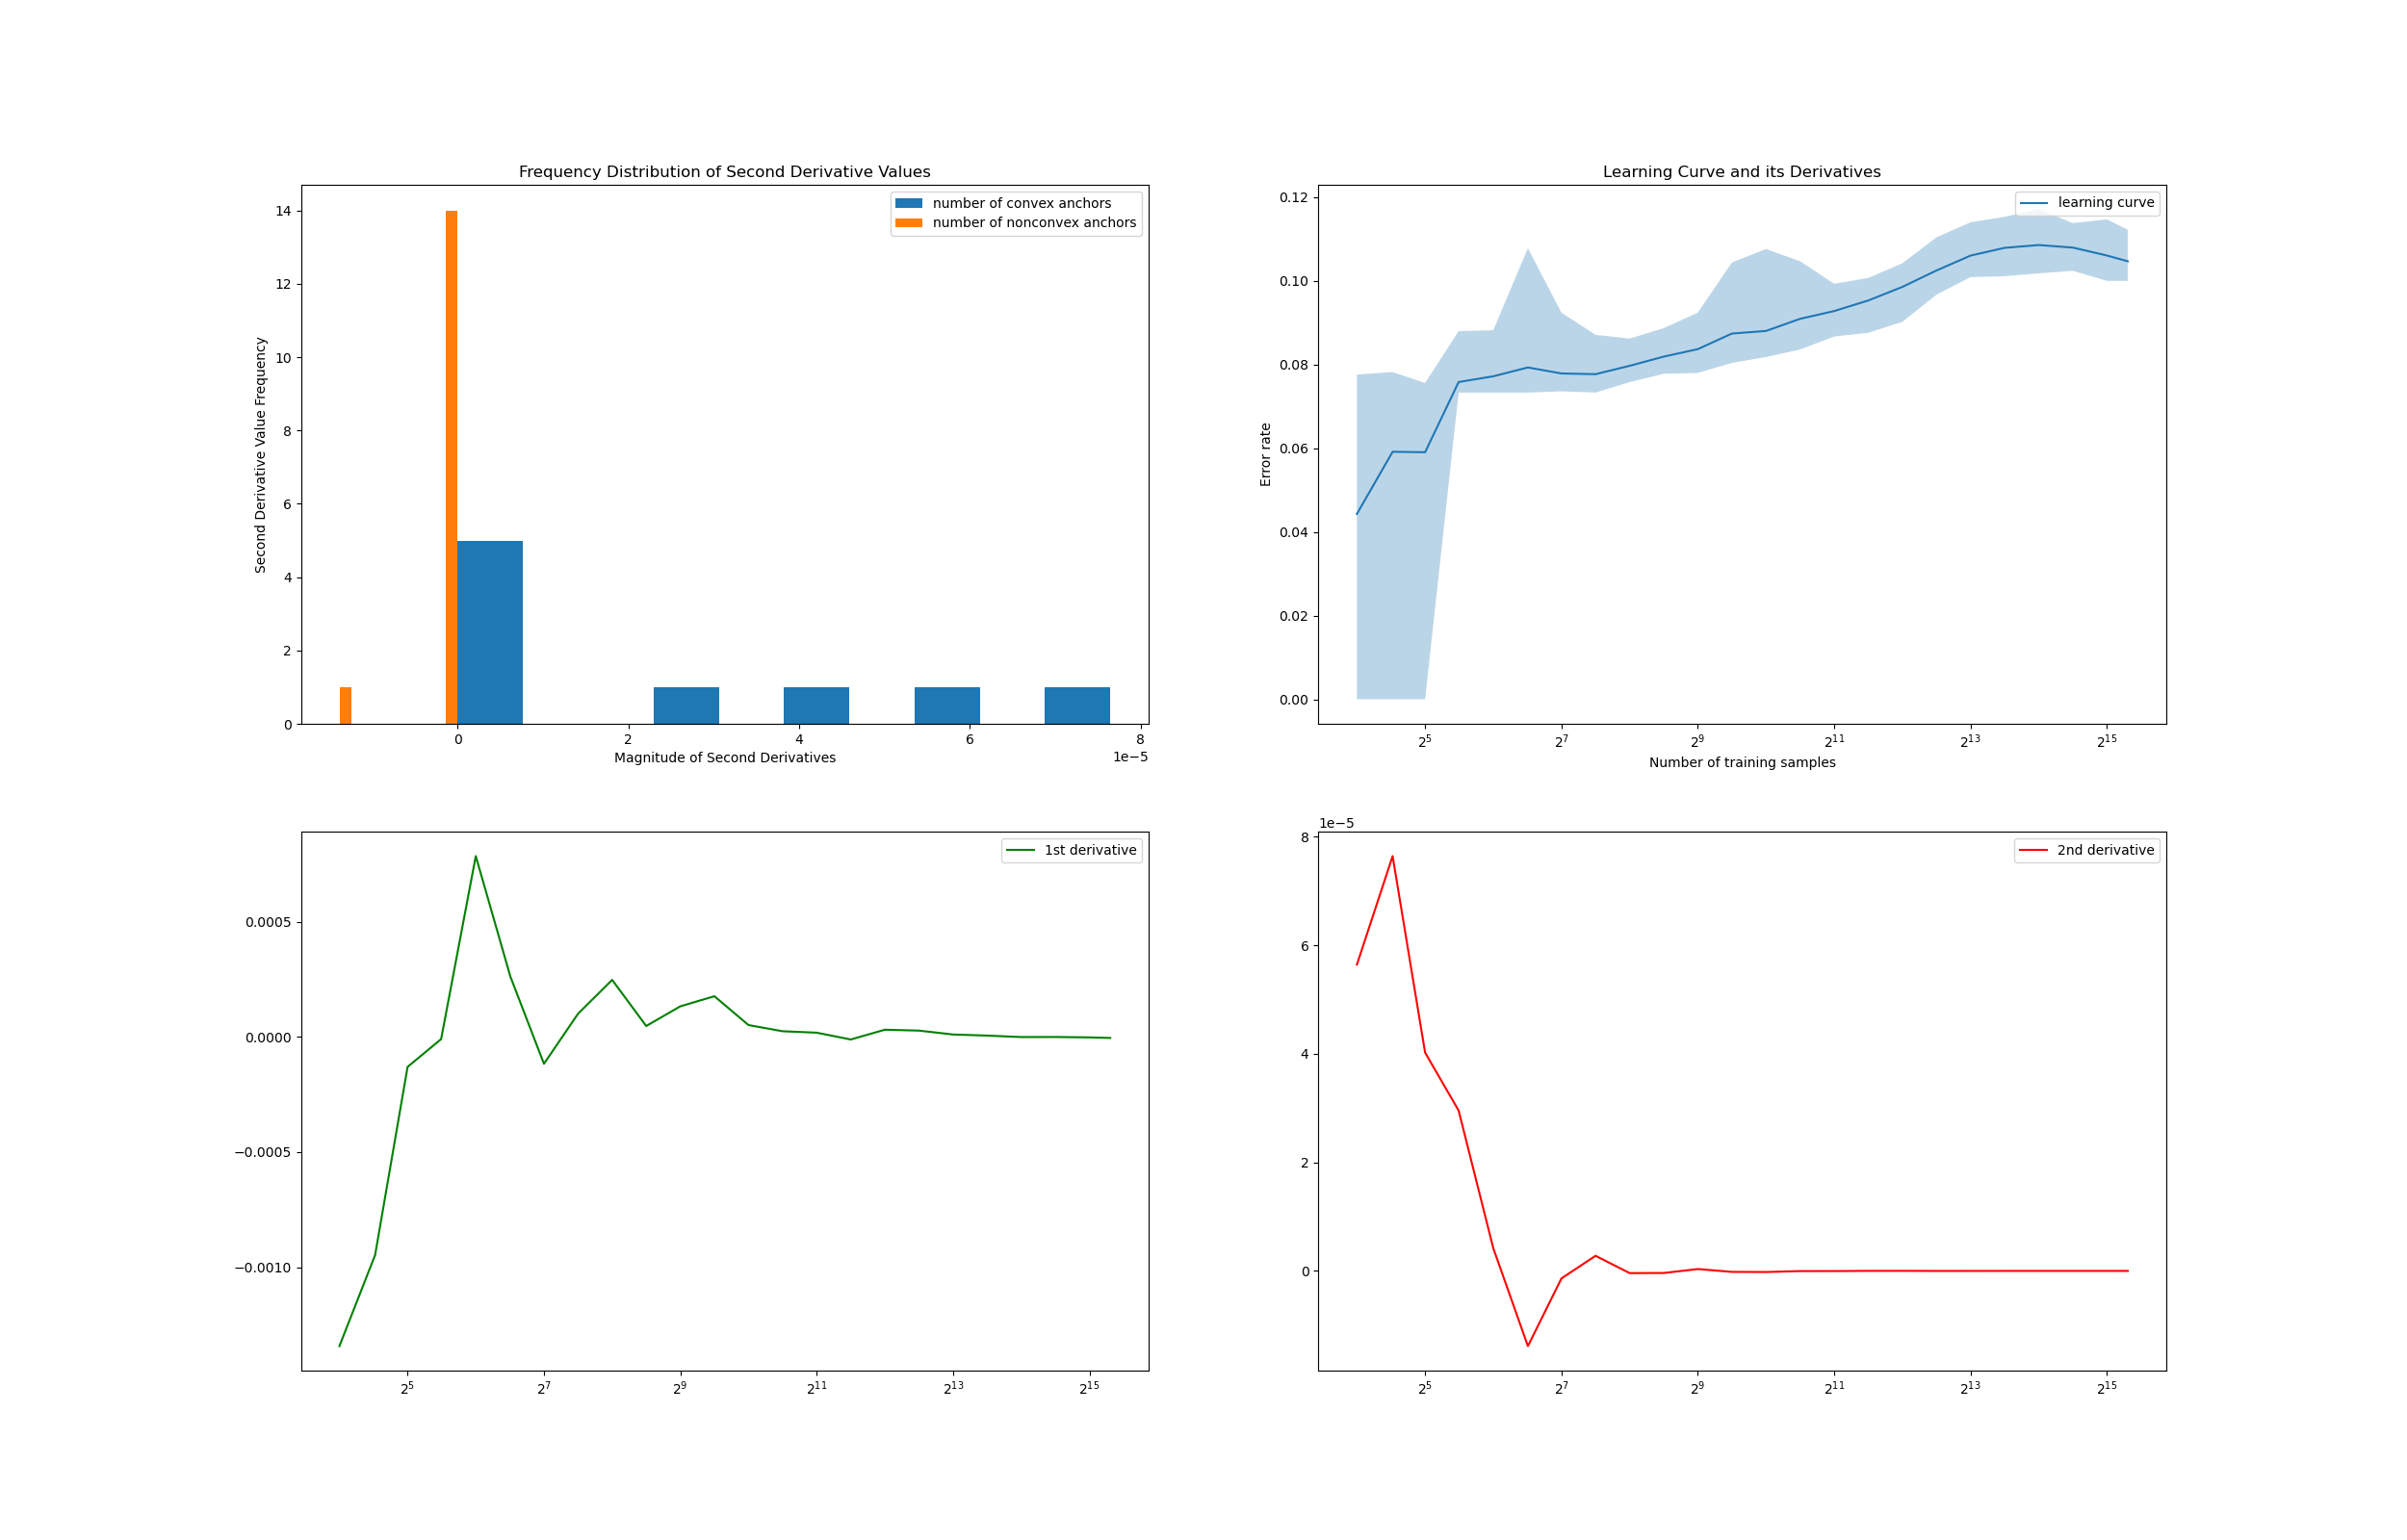 Frequency Distribution of Second Derivative Values
number of convex anchors
number of nonconvex anchors
14
12
10
8
6
4
2
0
Second Derivative Value Frequency
0 2 4 6 8
1e−5
Magnitude of Second Derivatives
Learning Curve and its Derivatives
learning curve
0.12
0.10
0.08
0.06
0.04
0.02
0.00
Error rate
2^5 2^7 2^9 2^11 2^13 2^15
Number of training samples
1st derivative
0.0005
0.0000
−0.0005
−0.0010
2^5 2^7 2^9 2^11 2^13 2^15
1e−5
2nd derivative
8
6
4
2
0
2^5 2^7 2^9 2^11 2^13 2^15